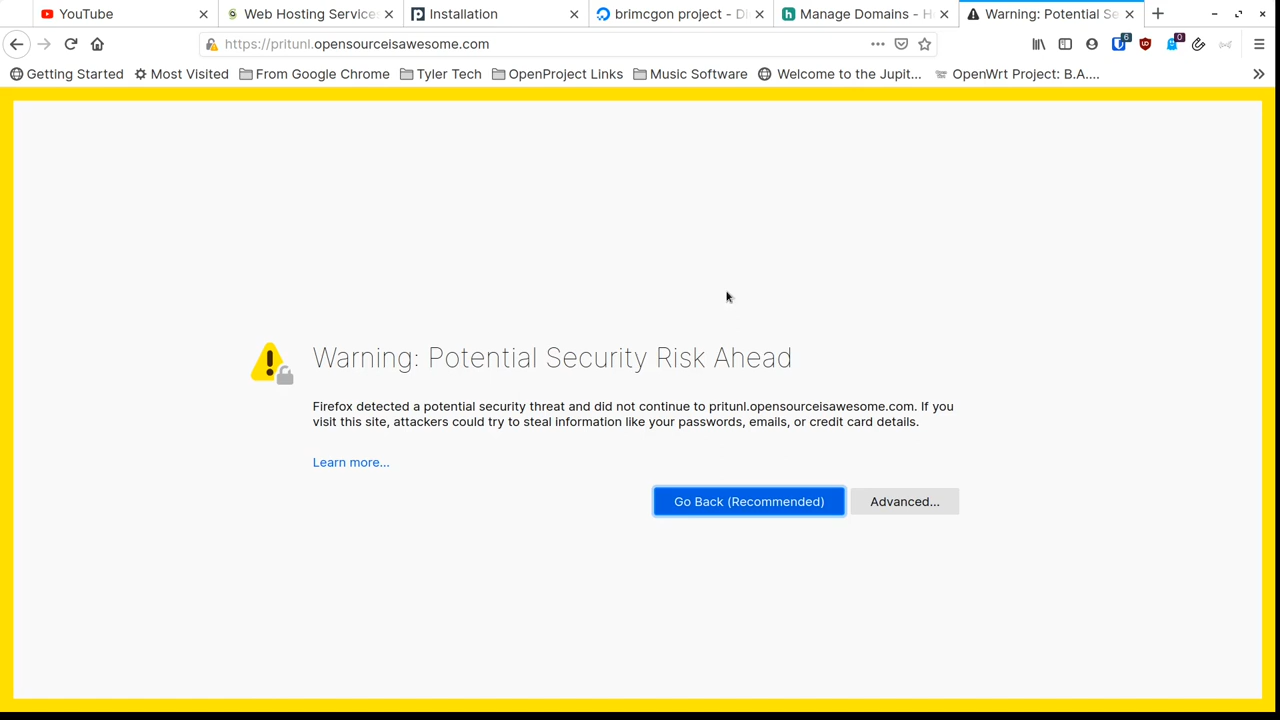 YouTube
Web Hosting Service
Installation
brimcgon project - D
Manage Domains - H
Warning: Potential Se
https://pritunl.opensourceisawesome.com
6
0
Getting Started
Most Visited
From Google Chrome
Tyler Tech
OpenProject Links
Music Software
Welcome to the Jupit...
OpenWrt Project: B.A....
Warning: Potential Security Risk Ahead
Firefox detected a potential security threat and did not continue to pritunl.opensourceisawesome.com. If you
visit this site, attackers could try to steal information like your passwords, emails, or credit card details.
Learn more...
Go Back (Recommended)
Advanced...